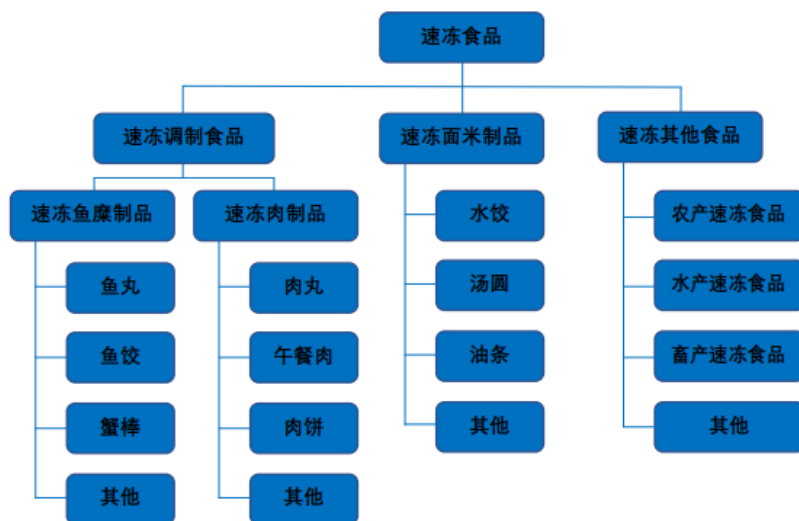 速冻食品
速冻调制食品
速冻面米制品
速冻其他食品
速冻鱼糜制品
速冻肉制品
水饺
农产速冻食品
鱼丸
肉丸
汤圆
水产速冻食品
鱼饺
午餐肉
油条
畜产速冻食品
蟹棒
肉饼
其他
其他
其他
其他